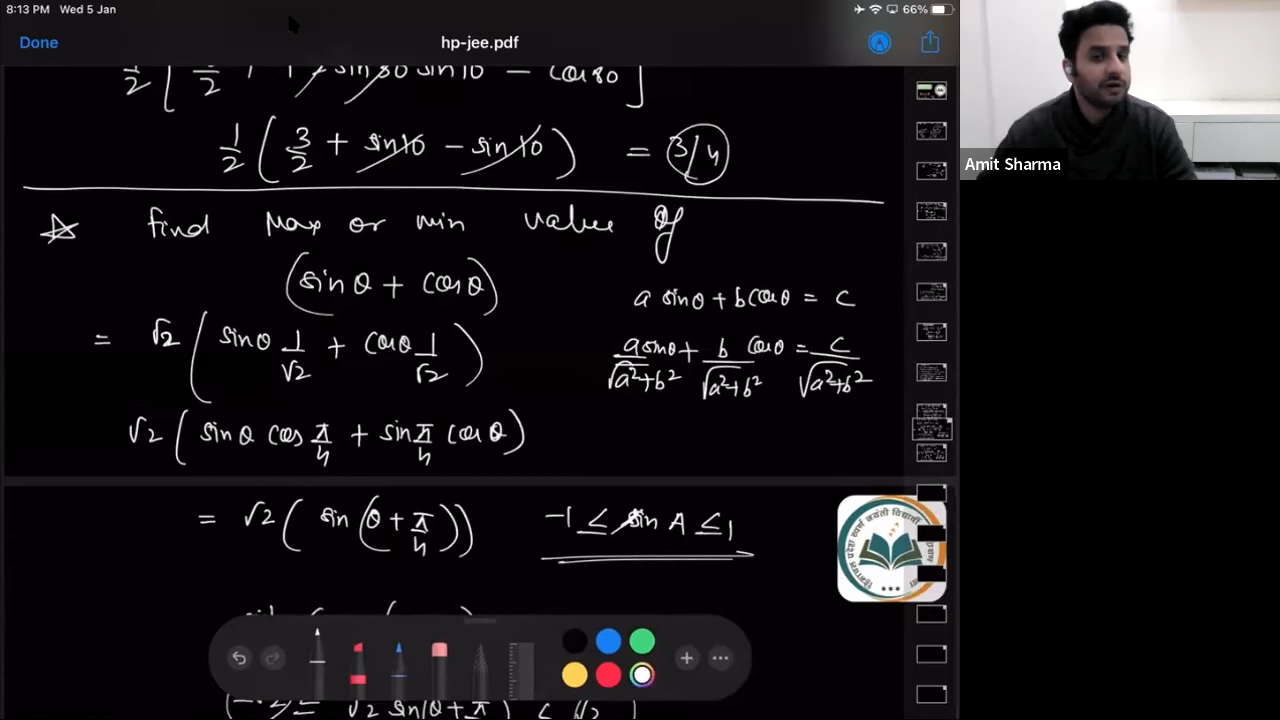 8:13 PM Wed 5 Jan
66%
Done
hp-jee.pdf
Amit Sharma
1/2 ( 3/2 + sin10 − sin10 ) = 3/4
☆ find Max or min value of
(sinθ + cosθ)
= √2 ( sinθ 1/√2 + cosθ 1/√2 )
√2 ( sinθ cos π/4 + sin π/4 cosθ )
a sinθ + b cosθ = c
a sinθ/√a²+b² + b/√a²+b² cosθ = c/√a²+b²
= √2 ( sin (θ + π/4))
−1 ≤ sin A ≤ 1
√2 sin(θ + π